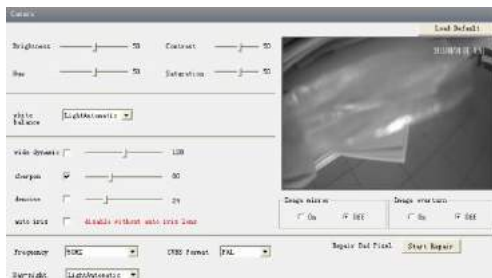 Camera
Load Default
Brightness 50 Contrast 50
Hue 50 Saturation 50
white balance LightAutomatic
wide dynamic 128
sharpen 80
denoise 24
auto iris disable without auto iris lens
Image mirror Image overturn
On Off On Off
Frequency 50HZ CVBS Format PAL Repair Bad Pixel Start Repair
Day-night LightAutomatic